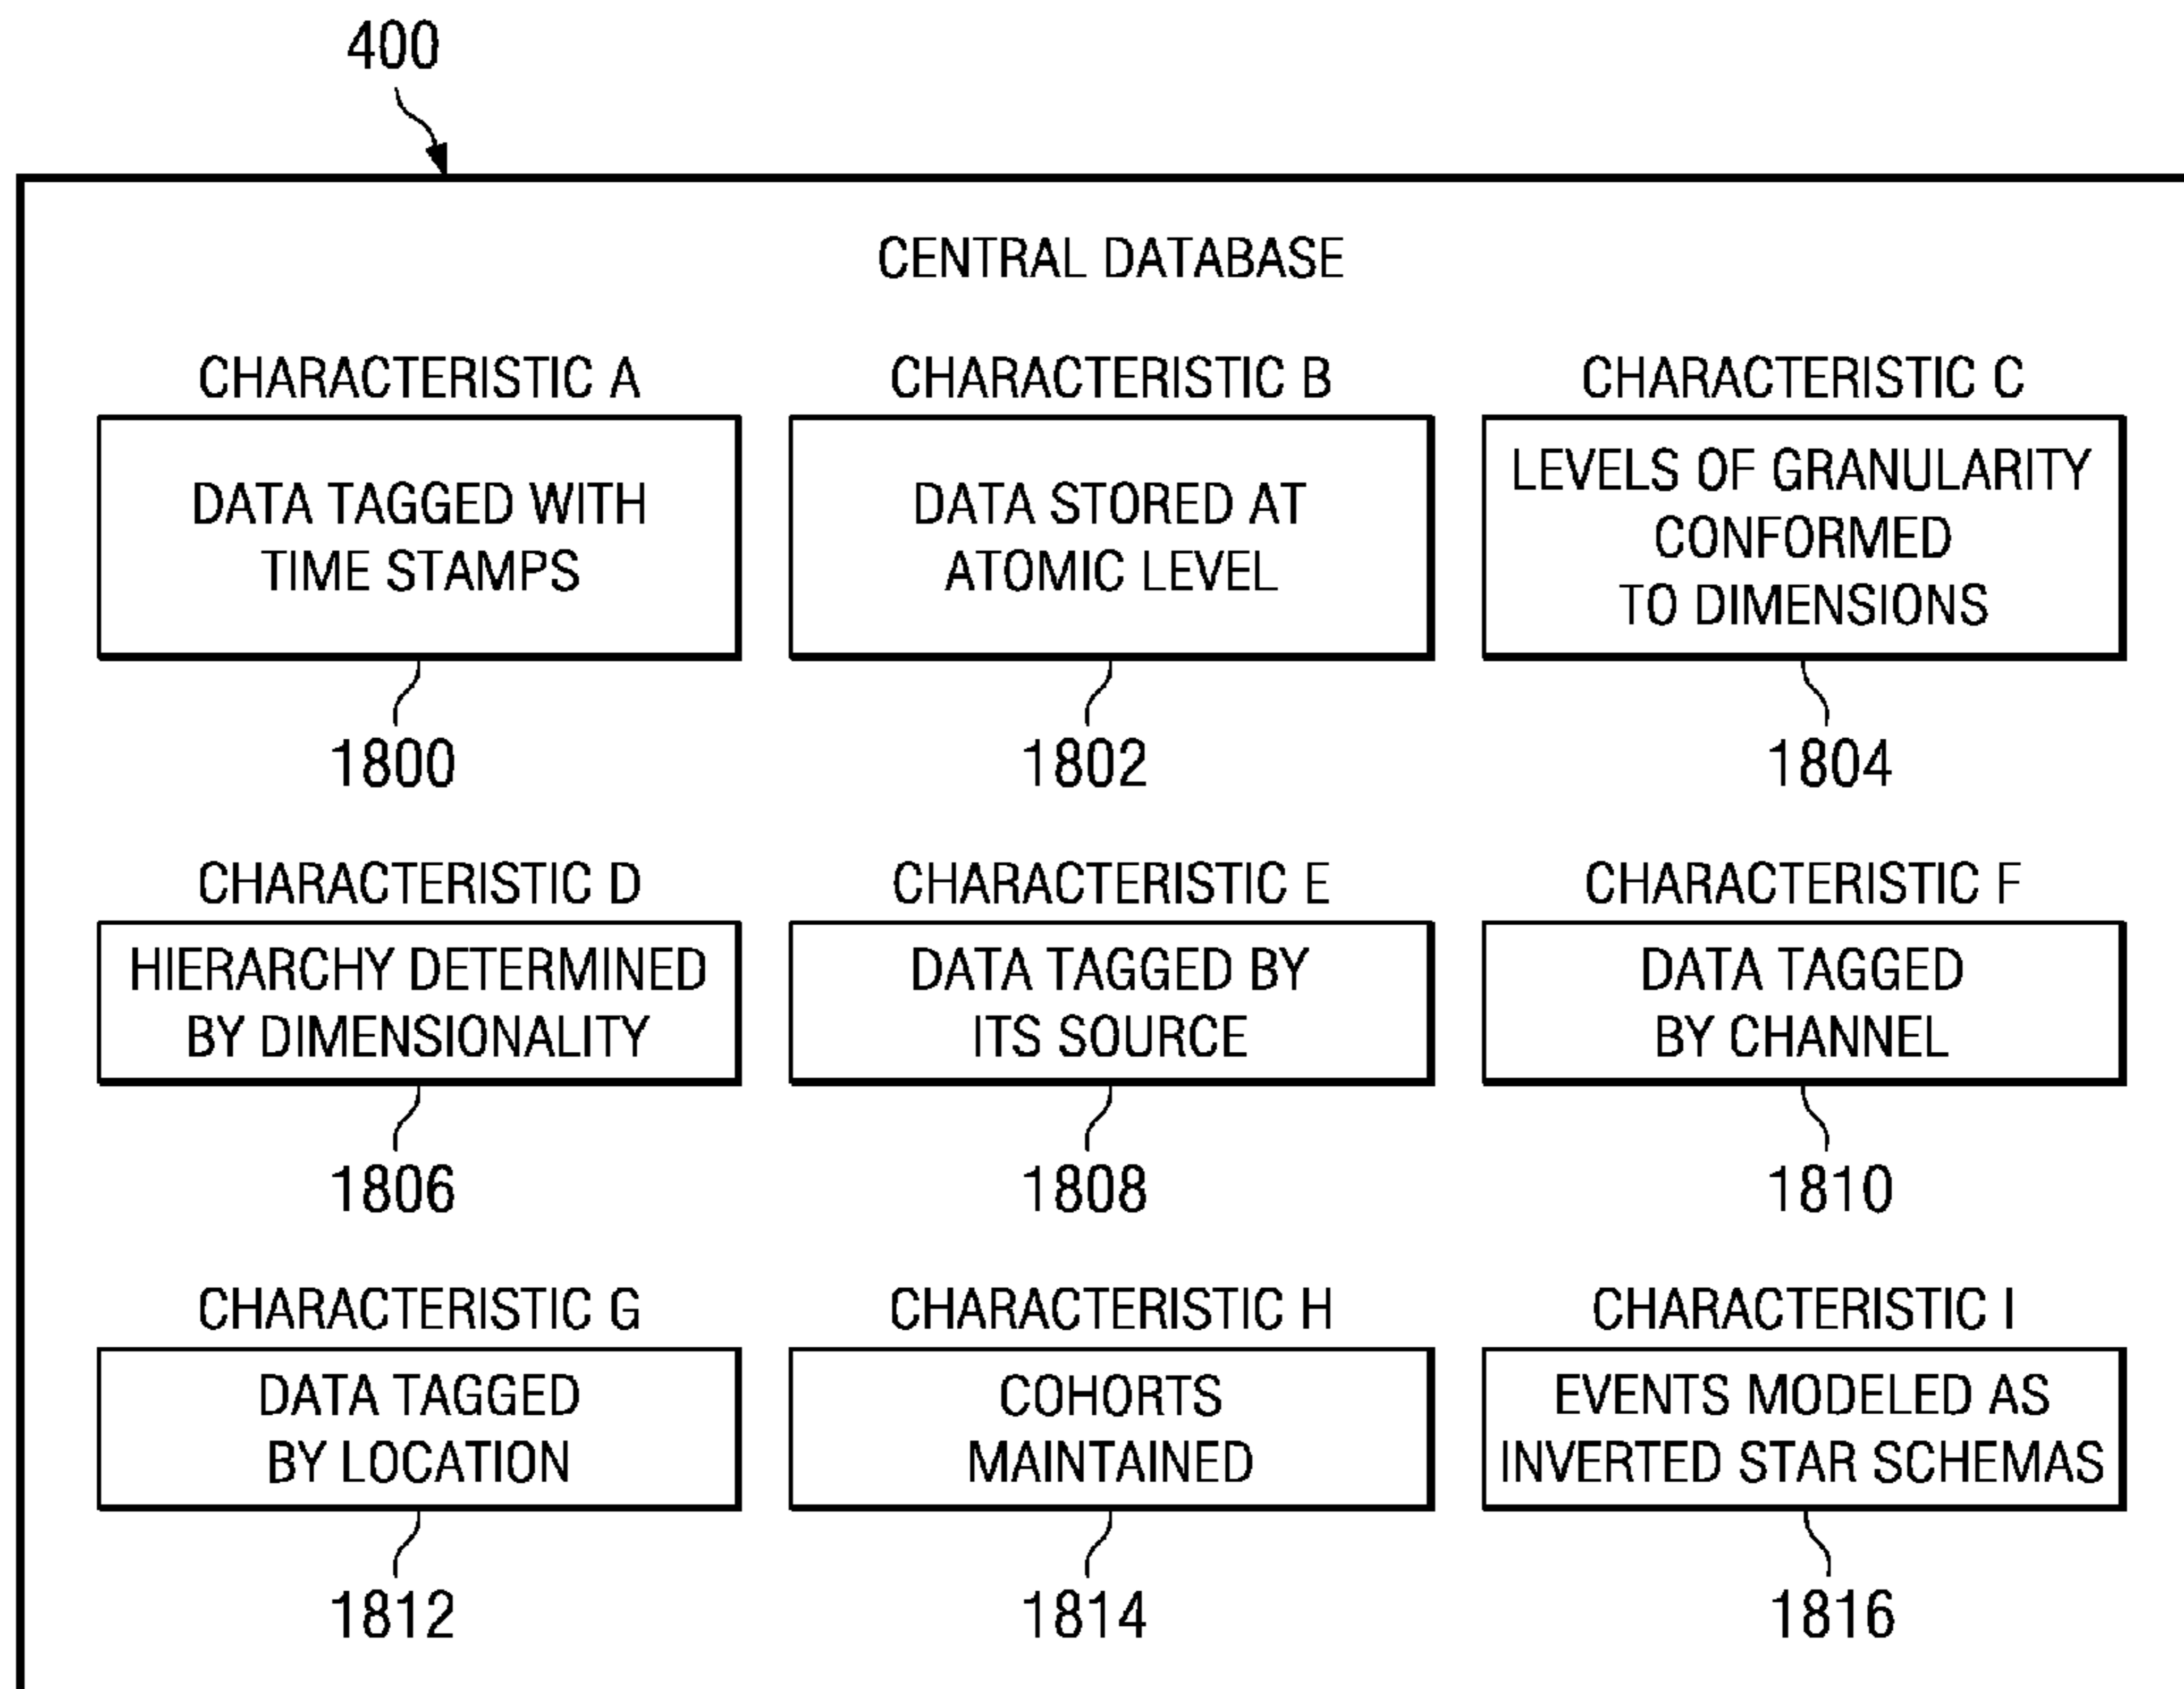 400
CENTRAL DATABASE
CHARACTERISTIC A
DATA TAGGED WITH
TIME STAMPS
1800
CHARACTERISTIC B
DATA STORED AT
ATOMIC LEVEL
1802
CHARACTERISTIC C
LEVELS OF GRANULARITY
CONFORMED
TO DIMENSIONS
1804
CHARACTERISTIC D
HIERARCHY DETERMINED
BY DIMENSIONALITY
1806
CHARACTERISTIC E
DATA TAGGED BY
ITS SOURCE
1808
CHARACTERISTIC F
DATA TAGGED
BY CHANNEL
1810
CHARACTERISTIC G
DATA TAGGED
BY LOCATION
1812
CHARACTERISTIC H
COHORTS
MAINTAINED
1814
CHARACTERISTIC I
EVENTS MODELED AS
INVERTED STAR SCHEMAS
1816